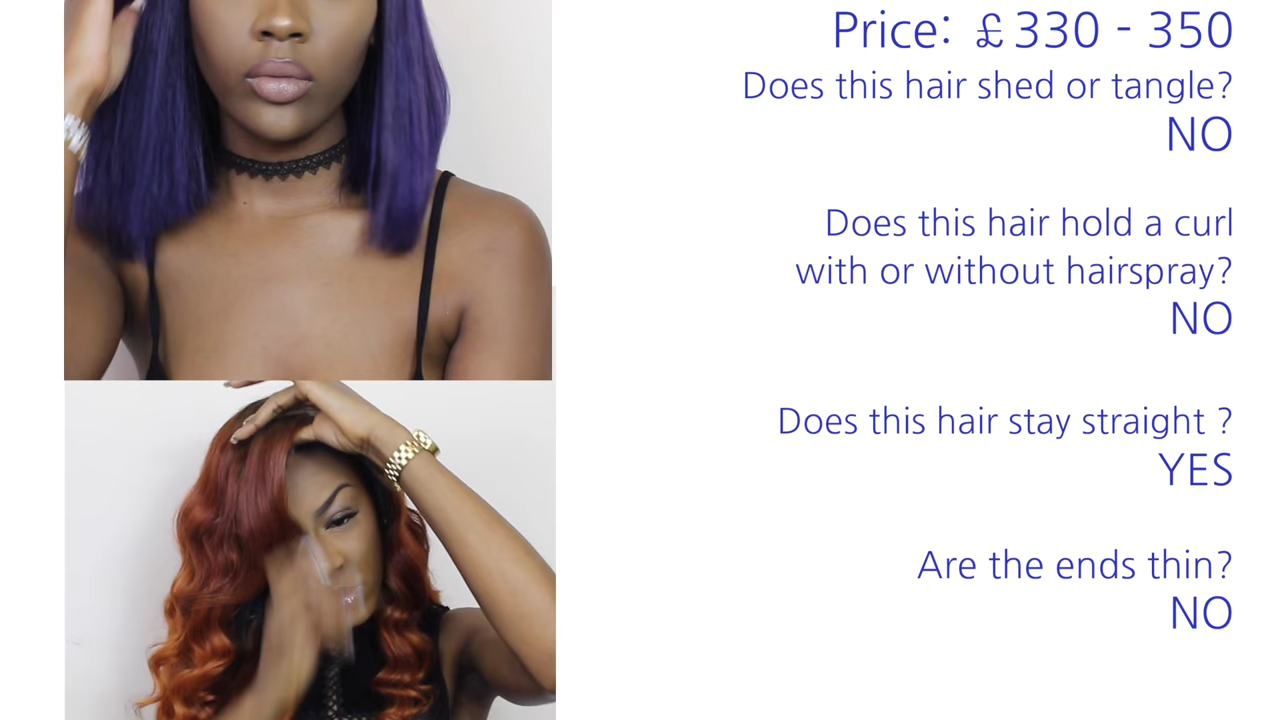 Price: £330 - 350
Does this hair shed or tangle?
NO
Does this hair hold a curl
with or without hairspray?
NO
Does this hair stay straight ?
YES
Are the ends thin?
NO